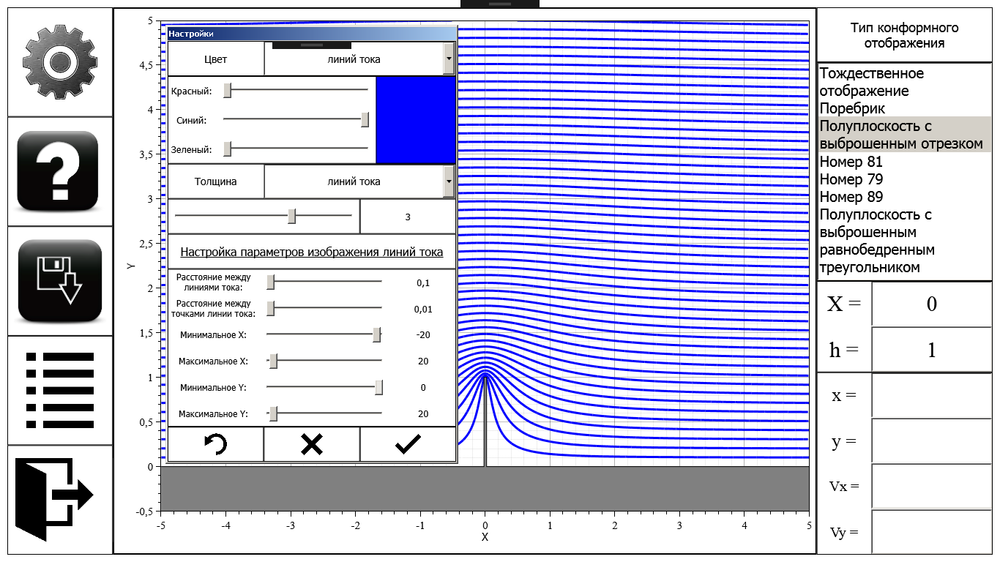 Настройки
Цвет
линий тока
Красный:
Синий:
Зеленый:
Толщина
линий тока
3
Настройка параметров изображения линий тока
Расстояние между
линиями тока:
0,1
Расстояние между
точками линии тока:
0,01
Минимальное X:
-20
Максимальное X:
20
Минимальное Y:
0
Максимальное Y:
20
5
4,5
4
3,5
3
2,5
2
1,5
1
0,5
0
-0,5
Y
-5
-4
-3
-2
-1
0
1
2
3
4
5
X
Тип конформного
отображения
Тождественное
отображение
Поребрик
Полуплоскость с
выброшенным отрезком
Номер 81
Номер 79
Номер 89
Полуплоскость с
выброшенным
равнобедренным
треугольником
X =
0
h =
1
x =
y =
Vx =
Vy =